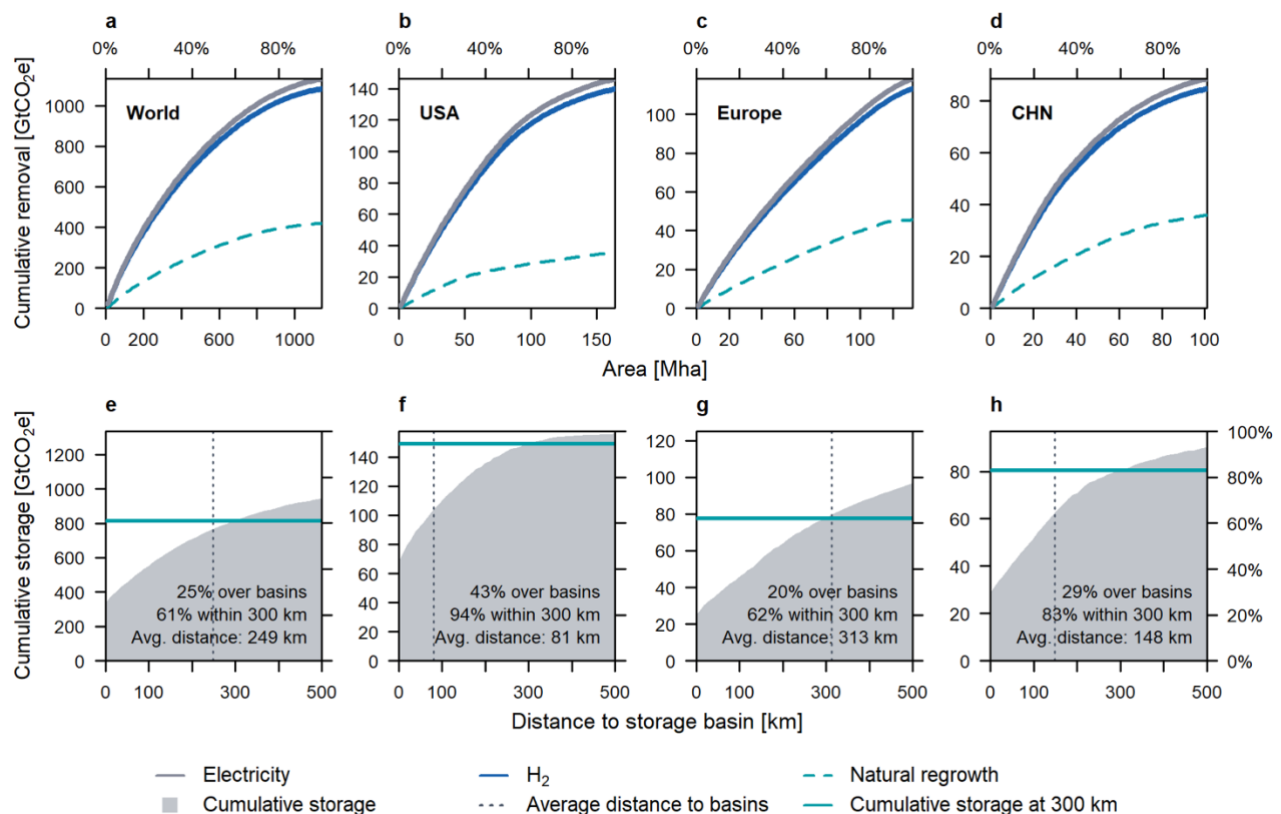 a b c d
0% 40% 80% 0% 40% 80% 0% 40% 80% 0% 40% 80%
Cumulative removal [GtCO₂e]
1000
800
600
400
200
0
World
140
120
100
80
60
40
20
0
USA
100
80
60
40
20
0
Europe
80
60
40
20
0
CHN
0 200 600 1000 0 50 100 150 0 20 60 100 0 20 40 60 80 100
Area [Mha]
e f g h
Cumulative storage [GtCO₂e]
1200
1000
800
600
400
200
0
25% over basins
61% within 300 km
Avg. distance: 249 km
140
120
100
80
60
40
20
0
43% over basins
94% within 300 km
Avg. distance: 81 km
120
100
80
60
40
20
0
20% over basins
62% within 300 km
Avg. distance: 313 km
80
60
40
20
0
29% over basins
83% within 300 km
Avg. distance: 148 km
100%
80%
60%
40%
20%
0%
0 100 300 500 0 100 300 500 0 100 300 500 0 100 300 500
Distance to storage basin [km]
Electricity H₂ Natural regrowth
Cumulative storage Average distance to basins Cumulative storage at 300 km